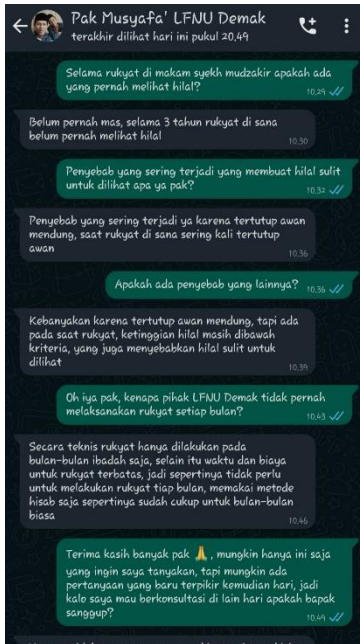 Pak Musyafa' LFNU Demak
terakhir dilihat hari ini pukul 20.49
Selama rukyat di makam syekh mudzakir apakah ada
yang pernah melihat hilal?
10.29
Belum pernah mas, selama 3 tahun rukyat di sana
belum pernah melihat hilal
10.30
Penyebab yang sering terjadi yang membuat hilal sulit
untuk dilihat apa ya pak?
10.32
Penyebab yang sering terjadi ya karena tertutup awan
mendung, saat rukyat di sana sering kali tertutup
awan
10.36
Apakah ada penyebab yang lainnya? 10.36
Kebanyakan karena tertutup awan mendung, tapi ada
pada saat rukyat, ketinggian hilal masih dibawah
kriteria, yang juga menyebabkan hilal sulit untuk
dilihat
10.39
Oh iya pak, kenapa pihak LFNU Demak tidak pernah
melaksanakan rukyat setiap bulan?
10.43
Secara teknis rukyat hanya dilakukan pada
bulan-bulan ibadah saja, selain itu waktu dan biaya
untuk rukyat terbatas, jadi sepertinya tidak perlu
untuk melakukan rukyat tiap bulan, memakai metode
hisab saja sepertinya sudah cukup untuk bulan-bulan
biasa
10.46
Terima kasih banyak pak 🙏, mungkin hanya ini saja
yang ingin saya tanyakan, tapi mungkin ada
pertanyaan yang baru terpikir kemudian hari, jadi
kalo saya mau berkonsultasi di lain hari apakah bapak
sanggup?
10.49